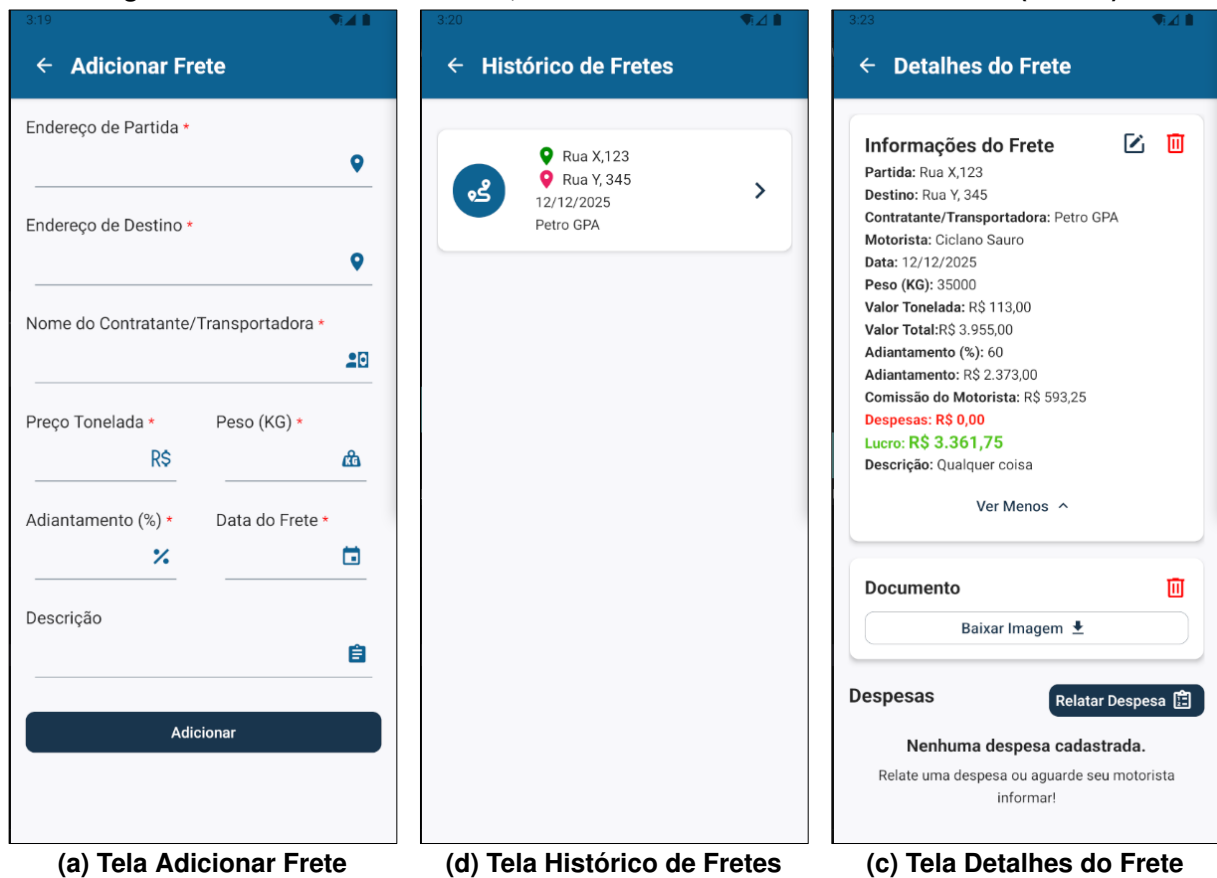 3:19
Adicionar Frete
Endereço de Partida *
Endereço de Destino *
Nome do Contratante/Transportadora *
Preço Tonelada *
Peso (KG) *
R$
KG
Adiantamento (%) *
Data do Frete *
%
Descrição
Adicionar
(a) Tela Adicionar Frete
3:20
Histórico de Fretes
Rua X,123
Rua Y, 345
12/12/2025
Petro GPA
(d) Tela Histórico de Fretes
3:23
Detalhes do Frete
Informações do Frete
Partida: Rua X,123
Destino: Rua Y, 345
Contratante/Transportadora: Petro GPA
Motorista: Ciclano Sauro
Data: 12/12/2025
Peso (KG): 35000
Valor Tonelada: R$ 113,00
Valor Total:R$ 3.955,00
Adiantamento (%): 60
Adiantamento: R$ 2.373,00
Comissão do Motorista: R$ 593,25
Despesas: R$ 0,00
Lucro: R$ 3.361,75
Descrição: Qualquer coisa
Ver Menos
Documento
Baixar Imagem
Despesas
Relatar Despesa
Nenhuma despesa cadastrada.
Relate uma despesa ou aguarde seu motorista
informar!
(c) Tela Detalhes do Frete